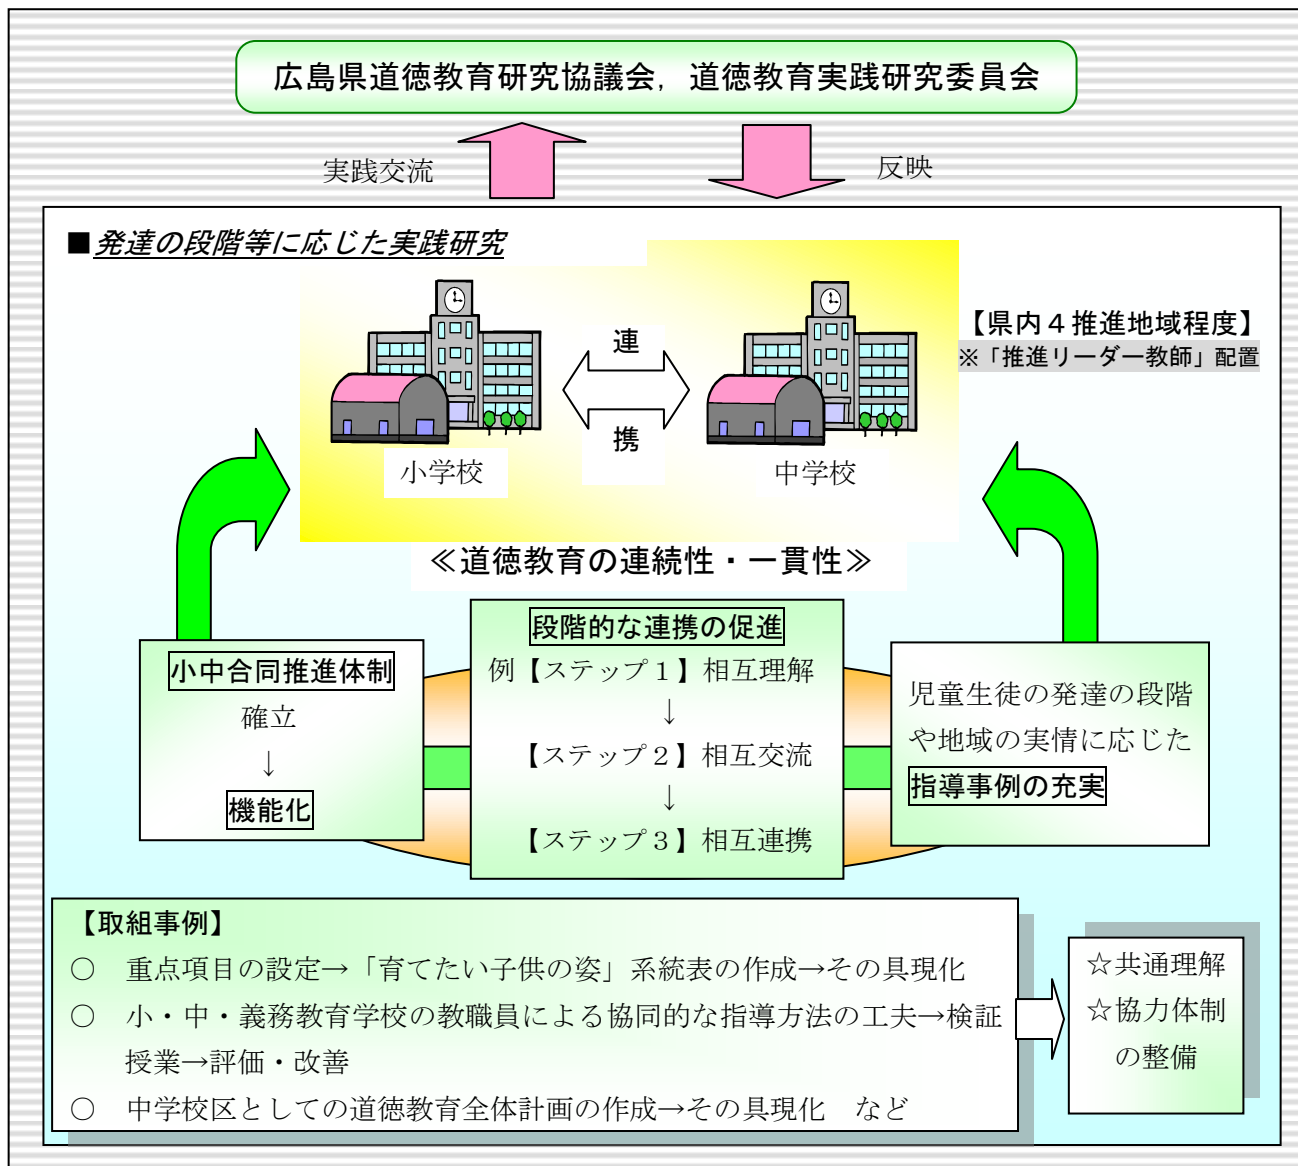 広島県道徳教育研究協議会，道徳教育実践研究委員会
実践交流
反映
■発達の段階等に応じた実践研究
【県内４推進地域程度】
※「推進リーダー教師」配置
連
携
小学校
中学校
≪道徳教育の連続性・一貫性≫
小中合同推進体制
確立
↓
機能化
段階的な連携の促進
例【ステップ１】相互理解
↓
【ステップ２】相互交流
↓
【ステップ３】相互連携
児童生徒の発達の段階
や地域の実情に応じた
指導事例の充実
【取組事例】
○　重点項目の設定→「育てたい子供の姿」系統表の作成→その具現化
○　小・中・義務教育学校の教職員による協同的な指導方法の工夫→検証
授業→評価・改善
○　中学校区としての道徳教育全体計画の作成→その具現化　など
☆共通理解
☆協力体制
の整備